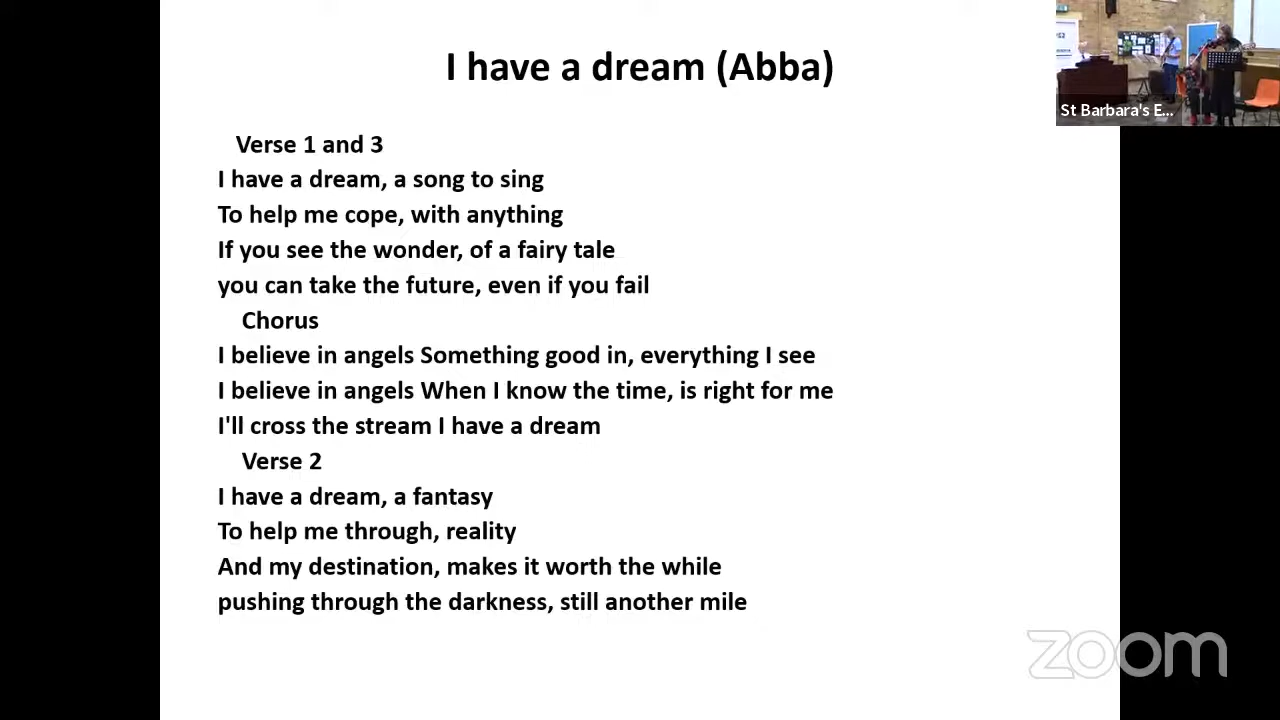 I have a dream (Abba)
St Barbara's E...
Verse 1 and 3
I have a dream, a song to sing
To help me cope, with anything
If you see the wonder, of a fairy tale
you can take the future, even if you fail
Chorus
I believe in angels Something good in, everything I see
I believe in angels When I know the time, is right for me
I'll cross the stream I have a dream
Verse 2
I have a dream, a fantasy
To help me through, reality
And my destination, makes it worth the while
pushing through the darkness, still another mile
zoom